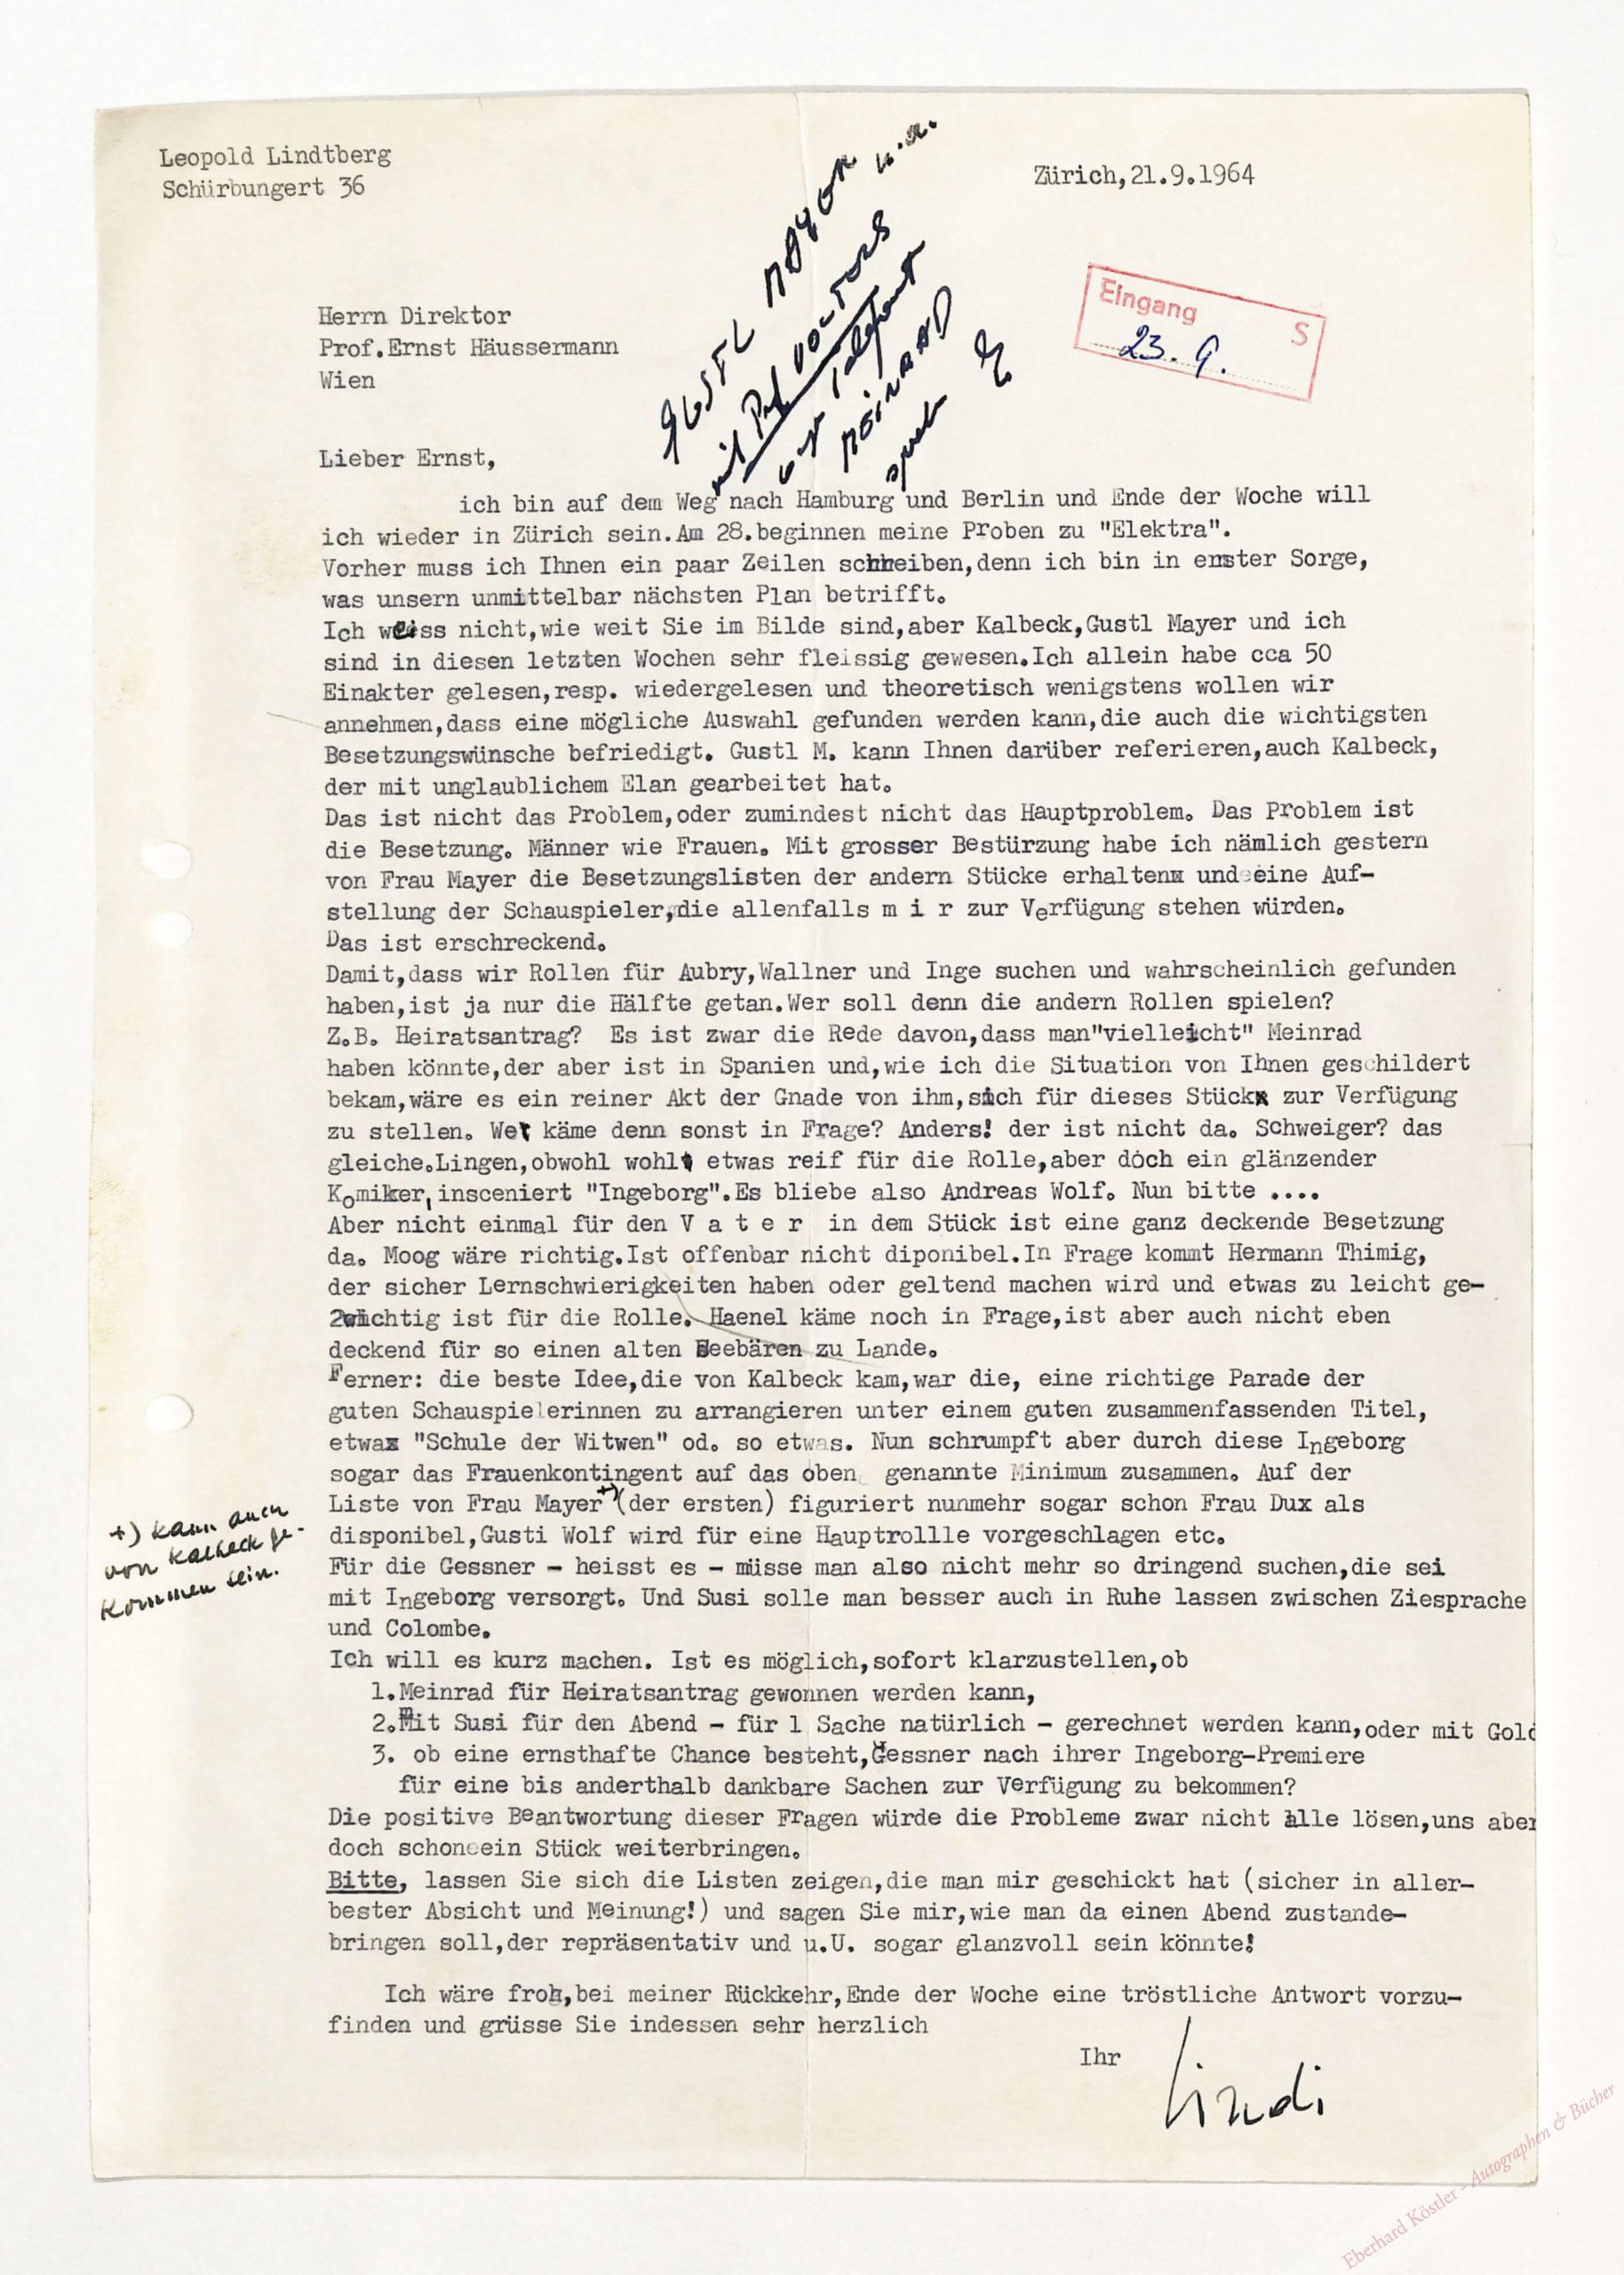 Leopold Lindtberg
Schürbungert 36
Zürich,21.9.1964
GUSTL MAYER u.a.
mit Prof
MEINRAD
sprech
Eingang S
23. 9.
Herrn Direktor
Prof.Ernst Häussermann
Wien
Lieber Ernst,
ich bin auf dem Weg nach Hamburg und Berlin und Ende der Woche will
ich wieder in Zürich sein.Am 28.beginnen meine Proben zu "Elektra".
Vorher muss ich Ihnen ein paar Zeilen schreiben,denn ich bin in ernster Sorge,
was unsern unmittelbar nächsten Plan betrifft.
Ich weiss nicht,wie weit Sie im Bilde sind,aber Kalbeck,Gustl Mayer und ich
sind in diesen letzten Wochen sehr fleissig gewesen.Ich allein habe cca 50
Einakter gelesen,resp. wiedergelesen und theoretisch wenigstens wollen wir
annehmen,dass eine mögliche Auswahl gefunden werden kann,die auch die wichtigsten
Besetzungswünsche befriedigt. Gustl M. kann Ihnen darüber referieren,auch Kalbeck,
der mit unglaublichem Elan gearbeitet hat.
Das ist nicht das Problem,oder zumindest nicht das Hauptproblem. Das Problem ist
die Besetzung. Männer wie Frauen. Mit grosser Bestürzung habe ich nämlich gestern
von Frau Mayer die Besetzungslisten der andern Stücke erhalten und eine Auf-
stellung der Schauspieler,die allenfalls m i r zur Verfügung stehen würden.
Das ist erschreckend.
Damit,dass wir Rollen für Aubry,Wallner und Inge suchen und wahrscheinlich gefunden
haben,ist ja nur die Hälfte getan.Wer soll denn die andern Rollen spielen?
Z.B. Heiratsantrag? Es ist zwar die Rede davon,dass man"vielleicht" Meinrad
haben könnte,der aber ist in Spanien und,wie ich die Situation von Ihnen geschildert
bekam,wäre es ein reiner Akt der Gnade von ihm,sich für dieses Stück zur Verfügung
zu stellen. Wer käme denn sonst in Frage? Anders! der ist nicht da. Schweiger? das
gleiche.Lingen,obwohl wohl etwas reif für die Rolle,aber doch ein glänzender
Komiker, insceniert "Ingeborg".Es bliebe also Andreas Wolf. Nun bitte ....
Aber nicht einmal für den V a t e r in dem Stück ist eine ganz deckende Besetzung
da. Moog wäre richtig.Ist offenbar nicht diponibel.In Frage kommt Hermann Thimig,
der sicher Lernschwierigkeiten haben oder geltend machen wird und etwas zu leicht ge-
wichtig ist für die Rolle. Haenel käme noch in Frage,ist aber auch nicht eben
deckend für so einen alten Seebären zu Lande.
Ferner: die beste Idee,die von Kalbeck kam,war die, eine richtige Parade der
guten Schauspielerinnen zu arrangieren unter einem guten zusammenfassenden Titel,
etwa "Schule der Witwen" od. so etwas. Nun schrumpft aber durch diese Ingeborg
sogar das Frauenkontingent auf das oben genannte Minimum zusammen. Auf der
Liste von Frau Mayer +) (der ersten) figuriert nunmehr sogar schon Frau Dux als
disponibel,Gusti Wolf wird für eine Hauptrollle vorgeschlagen etc.
+) kann auch
von Kalbeck ge-
kommen sein.
Für die Gessner - heisst es - müsse man also nicht mehr so dringend suchen,die sei
mit Ingeborg versorgt. Und Susi solle man besser auch in Ruhe lassen zwischen Ziesprache
und Colombe.
Ich will es kurz machen. Ist es möglich,sofort klarzustellen,ob
1.Meinrad für Heiratsantrag gewonnen werden kann,
2.mit Susi für den Abend - für 1 Sache natürlich - gerechnet werden kann,oder mit Gold
3. ob eine ernsthafte Chance besteht,Gessner nach ihrer Ingeborg-Premiere
für eine bis anderthalb dankbare Sachen zur Verfügung zu bekommen?
Die positive Beantwortung dieser Fragen würde die Probleme zwar nicht alle lösen,uns aber
doch schon ein Stück weiterbringen.
Bitte, lassen Sie sich die Listen zeigen,die man mir geschickt hat (sicher in aller-
bester Absicht und Meinung!) und sagen Sie mir,wie man da einen Abend zustande-
bringen soll,der repräsentativ und u.U. sogar glanzvoll sein könnte!
Ich wäre froh,bei meiner Rückkehr,Ende der Woche eine tröstliche Antwort vorzu-
finden und grüsse Sie indessen sehr herzlich
Ihr
Lindi
Eberhard Köstler - Autographen & Bücher